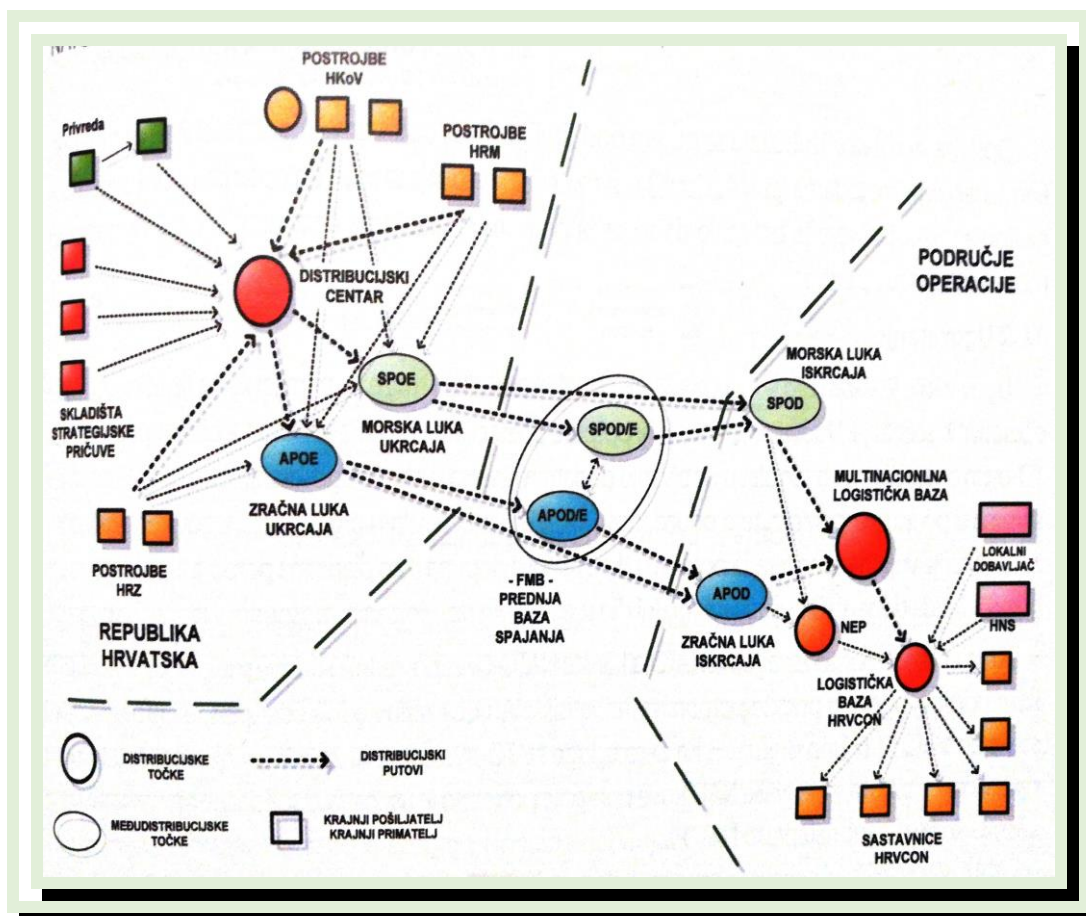 POSTROJBE
HKoV
Privreda
POSTROJBE
HRM
PODRUČJE
OPERACIJE
DISTRIBUCIJSKI
CENTAR
MORSKA LUKA
ISKRCAJA
SPOE
SPOD
SKLADIŠTA
STRATEGIJSKE
PRIČUVE
MORSKA LUKA
UKRCAJA
SPOD/E
APOE
MULTINACIONLNA
LOGISTIČKA BAZA
ZRAČNA LUKA
UKRCAJA
APOD/E
LOKALNI
DOBAVLJAČ
POSTROJBE
HRZ
- FMB -
PREDNJA
BAZA
SPAJANJA
APOD
NEP
HNS
ZRAČNA LUKA
ISKRCAJA
REPUBLIKA
HRVATSKA
LOGISTIČKA
BAZA
HRVCON
DISTRIBUCIJSKE
TOČKE
DISTRIBUCIJSKI
PUTOVI
MEĐUDISTRIBUCIJSKE
TOČKE
KRAJNJI POŠILJATELJ
KRAJNJI PRIMATELJ
SASTAVNICE
HRVCON